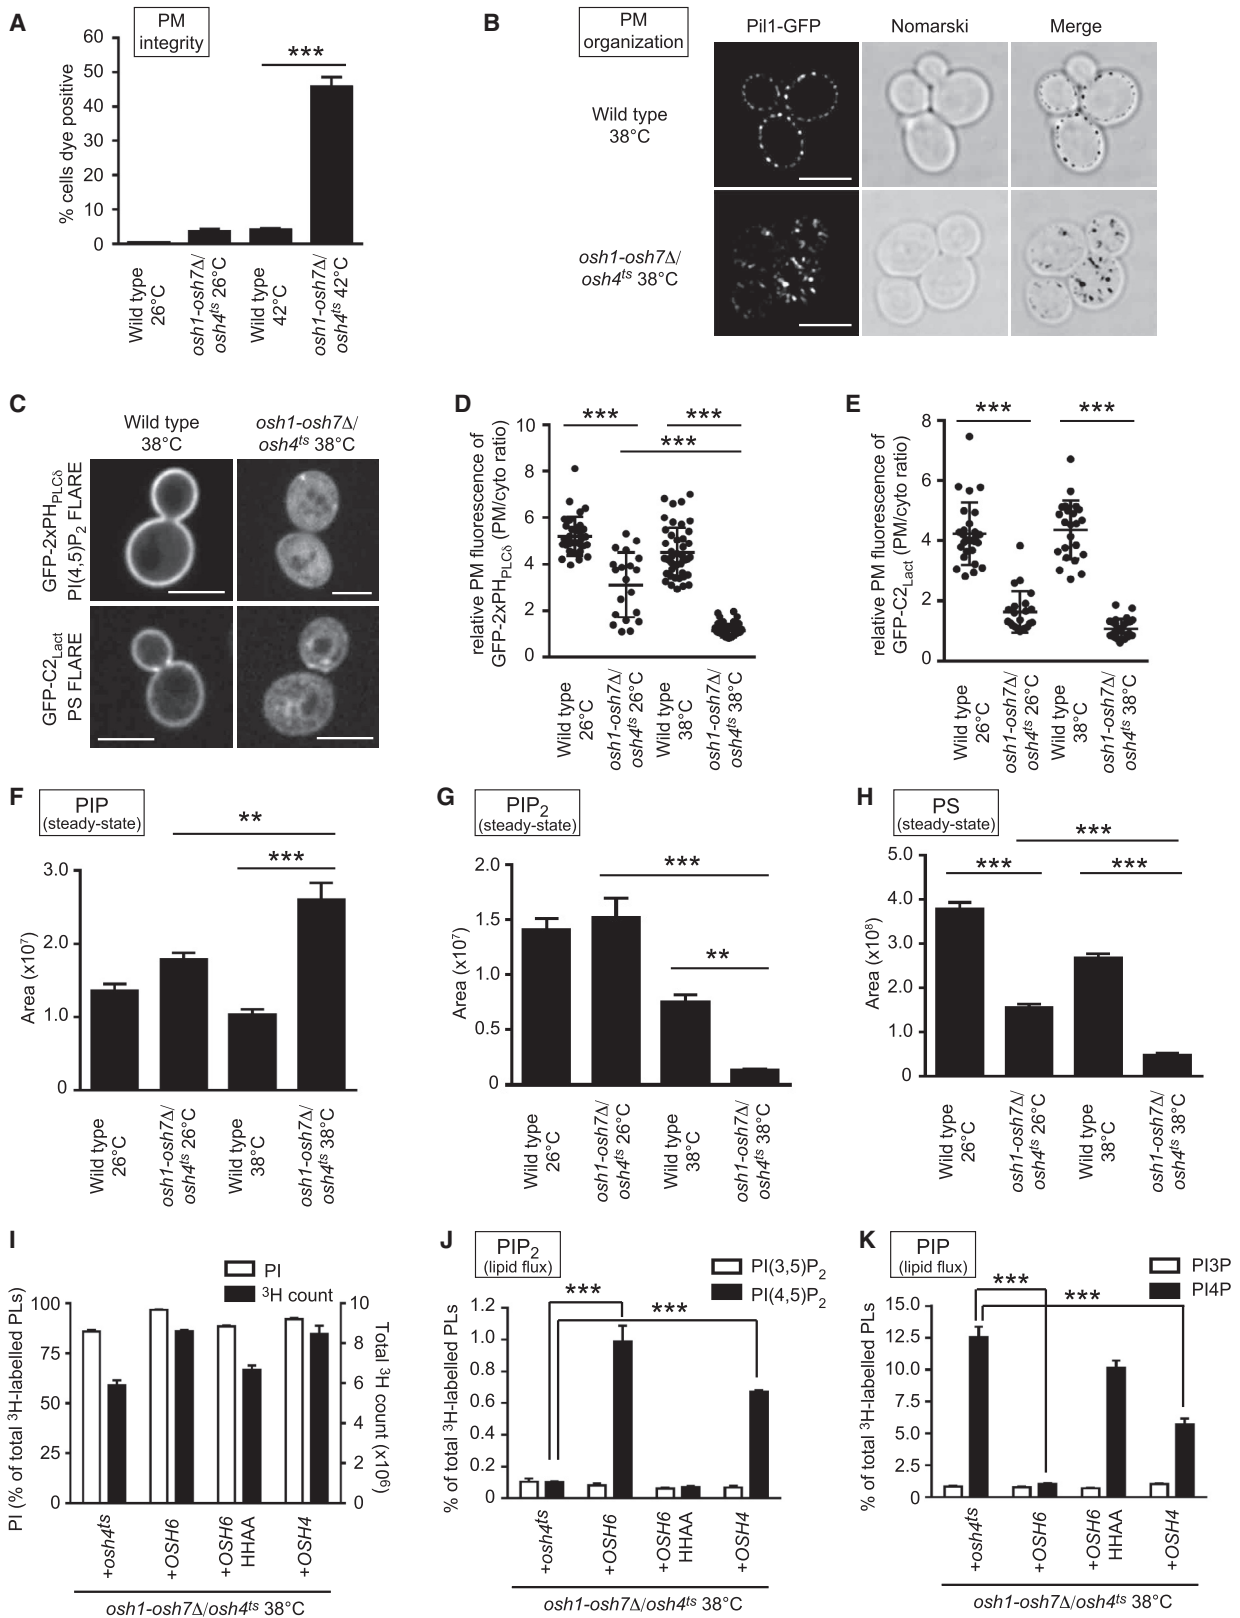 A
PM
integrity
% cells dye positive
60
50
40
30
20
10
0
***
Wild type
26°C
osh1-osh7Δ/
osh4ts 26°C
Wild type
42°C
osh1-osh7Δ/
osh4ts 42°C
B
PM
organization
Pil1-GFP
Nomarski
Merge
Wild type
38°C
osh1-osh7Δ/
osh4ts 38°C
C
Wild type
38°C
osh1-osh7Δ/
osh4ts 38°C
GFP-2xPHPLCδ
PI(4,5)P2 FLARE
GFP-C2Lact
PS FLARE
D
relative PM fluorescence of
GFP-2xPHPLCδ (PM/cyto ratio)
10
8
6
4
2
0
***
***
***
Wild type
26°C
osh1-osh7Δ/
osh4ts 26°C
Wild type
38°C
osh1-osh7Δ/
osh4ts 38°C
E
relative PM fluorescence of
GFP-C2Lact (PM/cyto ratio)
8
6
4
2
0
***
***
Wild type
26°C
osh1-osh7Δ/
osh4ts 26°C
Wild type
38°C
osh1-osh7Δ/
osh4ts 38°C
F
PIP
(steady-state)
**
***
Area (x10⁷)
3.0
2.0
1.0
0
Wild type
26°C
osh1-osh7Δ/
osh4ts 26°C
Wild type
38°C
osh1-osh7Δ/
osh4ts 38°C
G
PIP2
(steady-state)
***
**
Area (x10⁷)
2.0
1.5
1.0
0.5
0
Wild type
26°C
osh1-osh7Δ/
osh4ts 26°C
Wild type
38°C
osh1-osh7Δ/
osh4ts 38°C
H
PS
(steady-state)
***
***
***
Area (x10⁸)
5.0
4.0
3.0
2.0
1.0
0
Wild type
26°C
osh1-osh7Δ/
osh4ts 26°C
Wild type
38°C
osh1-osh7Δ/
osh4ts 38°C
I
PI
³H count
PI (% of total ³H-labelled PLs)
100
75
50
25
0
10
8
6
4
2
0
Total ³H count (x10⁶)
+osh4ts
+OSH6
+OSH6
HHAA
+OSH4
osh1-osh7Δ/osh4ts 38°C
J
PIP2
(lipid flux)
PI(3,5)P2
PI(4,5)P2
***
***
% of total ³H-labelled PLs
1.2
1.0
0.8
0.6
0.4
0.2
0
+osh4ts
+OSH6
+OSH6
HHAA
+OSH4
osh1-osh7Δ/osh4ts 38°C
K
PIP
(lipid flux)
PI3P
PI4P
***
***
% of total ³H-labelled PLs
15.0
12.5
10.0
7.5
5.0
2.5
0
+osh4ts
+OSH6
+OSH6
HHAA
+OSH4
osh1-osh7Δ/osh4ts 38°C